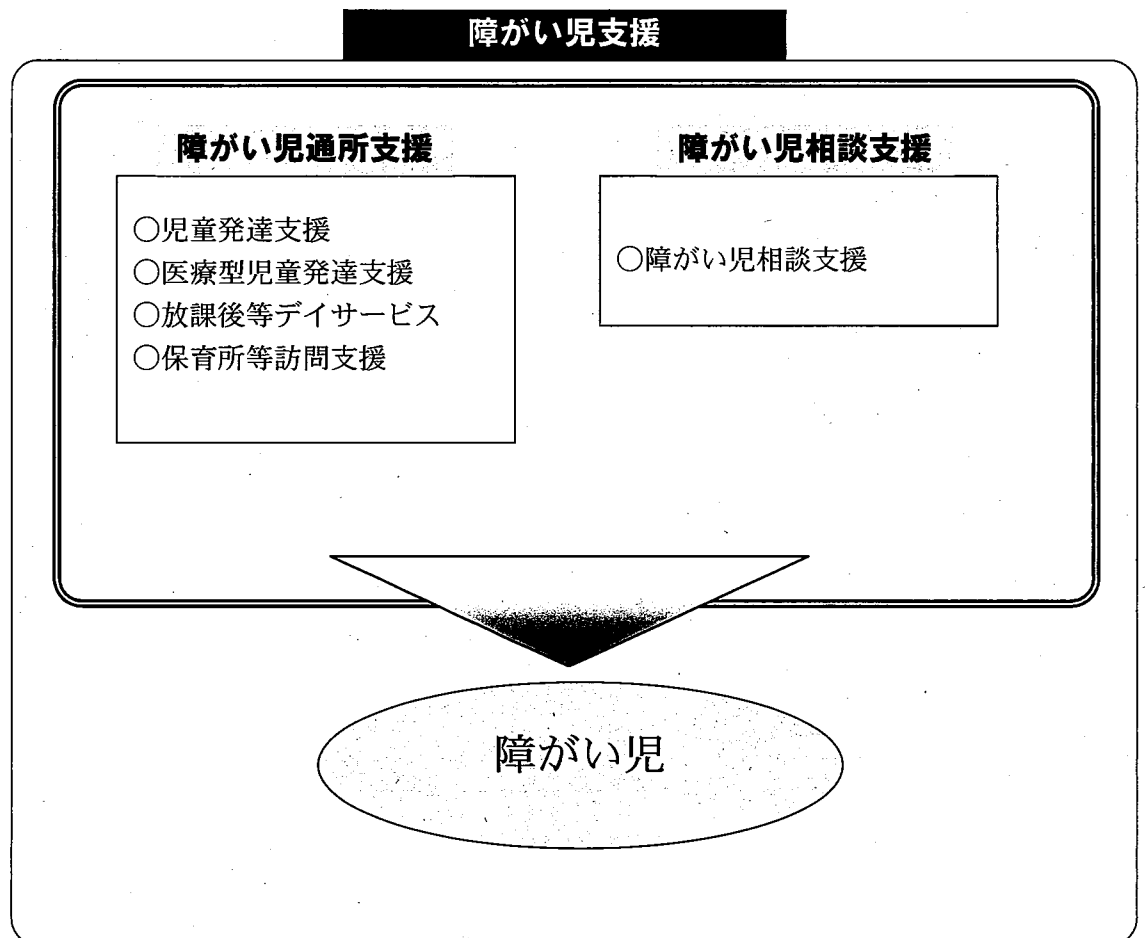 障がい児支援
障がい児通所支援
○児童発達支援
○医療型児童発達支援
○放課後等デイサービス
○保育所等訪問支援
障がい児相談支援
○障がい児相談支援
障がい児